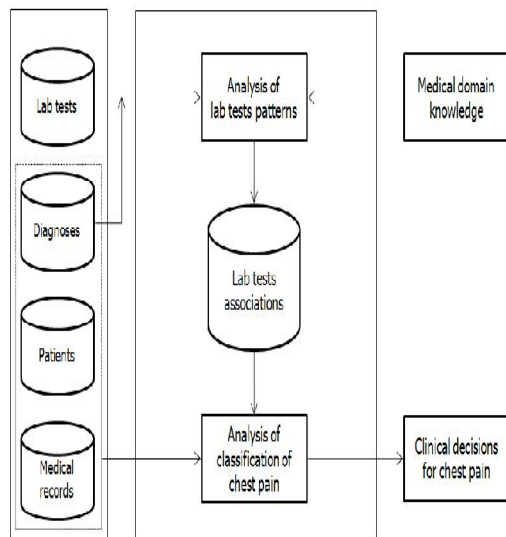 Lab tests
Diagnoses
Patients
Medical
records
Analysis of
lab tests patterns
Lab tests
associations
Analysis of
classification of
chest pain
Medical domain
knowledge
Clinical decisions
for chest pain